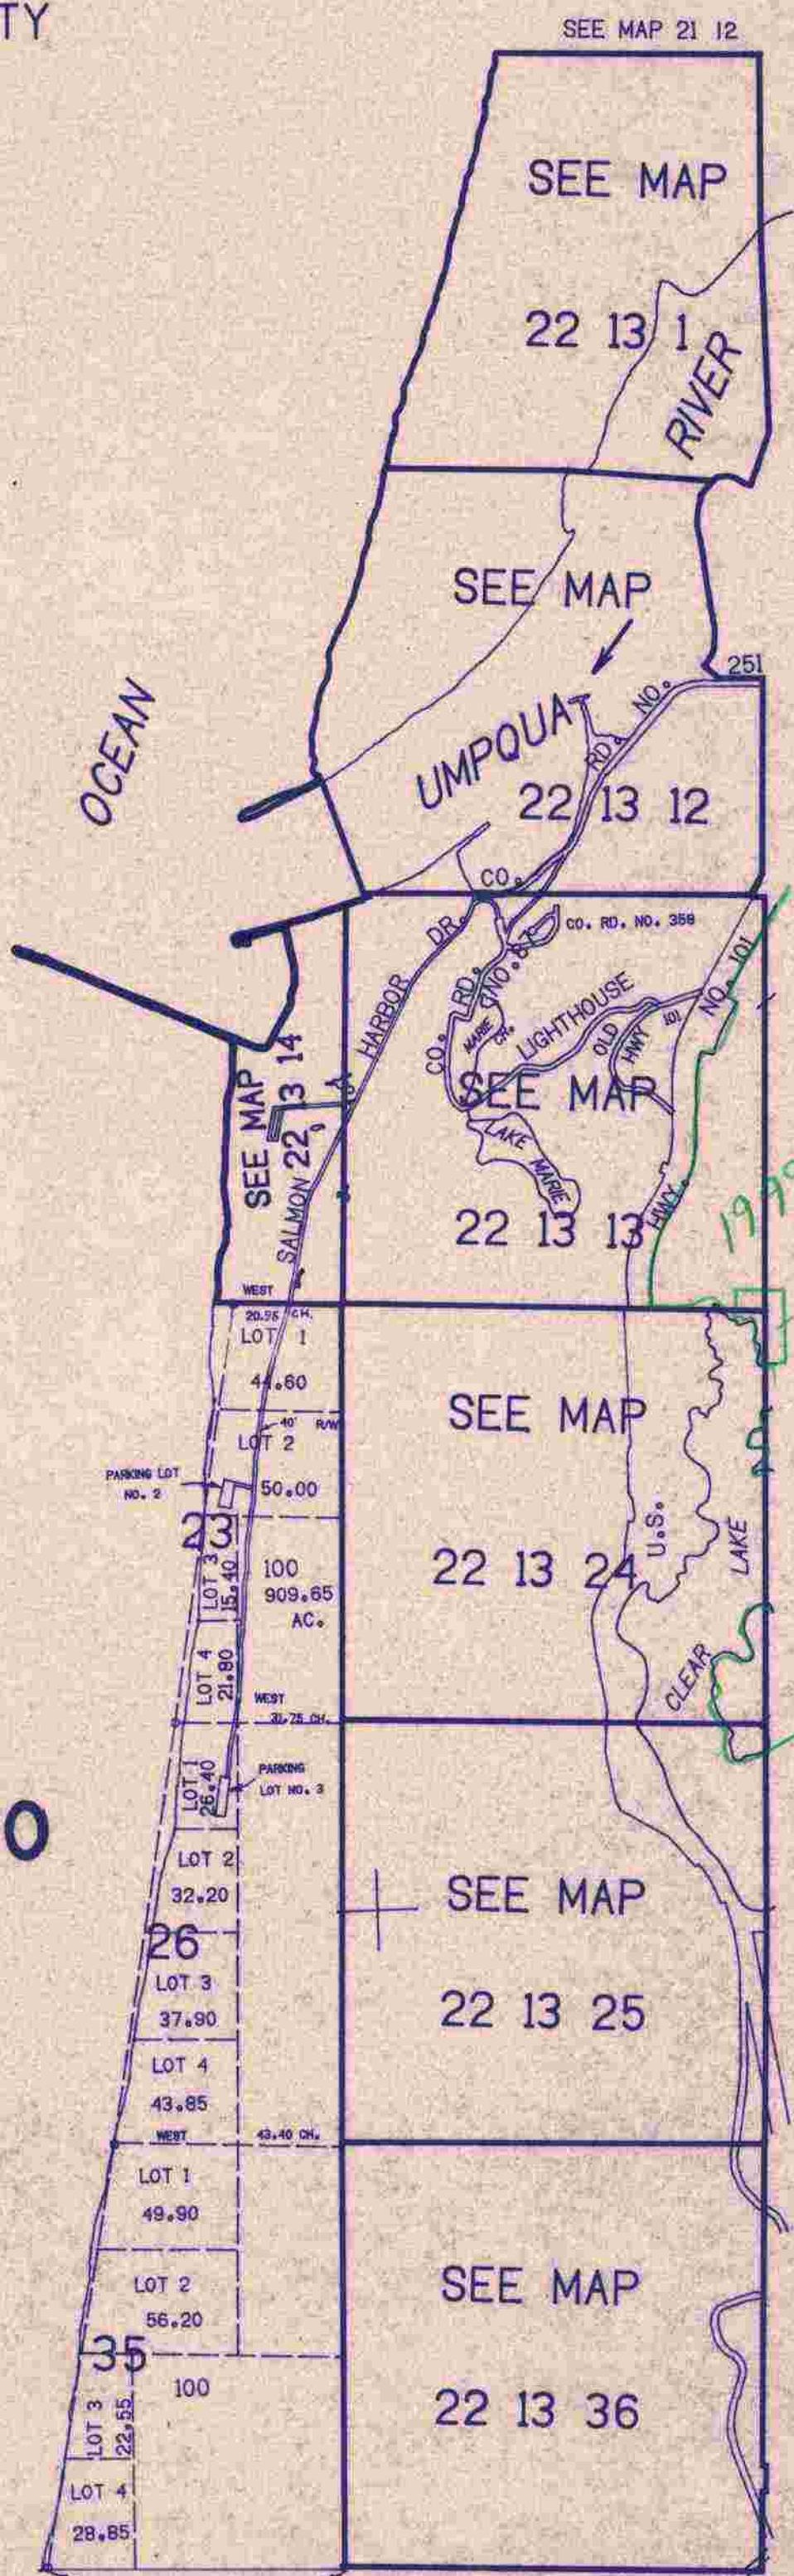 TY
SEE MAP 21 12
SEE MAP
22 13 1
RIVER
SEE MAP
251
OCEAN
UMPQUA
RD. NO.
22 13 12
CO.
CO. RD. NO. 358
HARBOR DR.
CO. RD. NO. 87
NO. 101
MARIE CR.
LIGHTHOUSE
OLD HWY 101
SEE MAP
22 13 14
SEE MAP
LAKE MARIE
22 13 13
HWY.
SALMON
WEST
20.95 CH.
LOT 1
44.60
40' R/W
LOT 2
50.00
PARKING LOT
NO. 2
23
LOT 3
15.40
100
909.65
AC.
LOT 4
21.80
WEST
31.75 CH.
SEE MAP
22 13 24
U.S.
LAKE
CLEAR
LOT 1
26.40
PARKING
LOT NO. 3
O
LOT 2
32.20
26
LOT 3
37.90
LOT 4
43.85
WEST
43.40 CH.
SEE MAP
22 13 25
LOT 1
49.90
LOT 2
56.20
35
100
LOT 3
22.55
LOT 4
28.85
SEE MAP
22 13 36